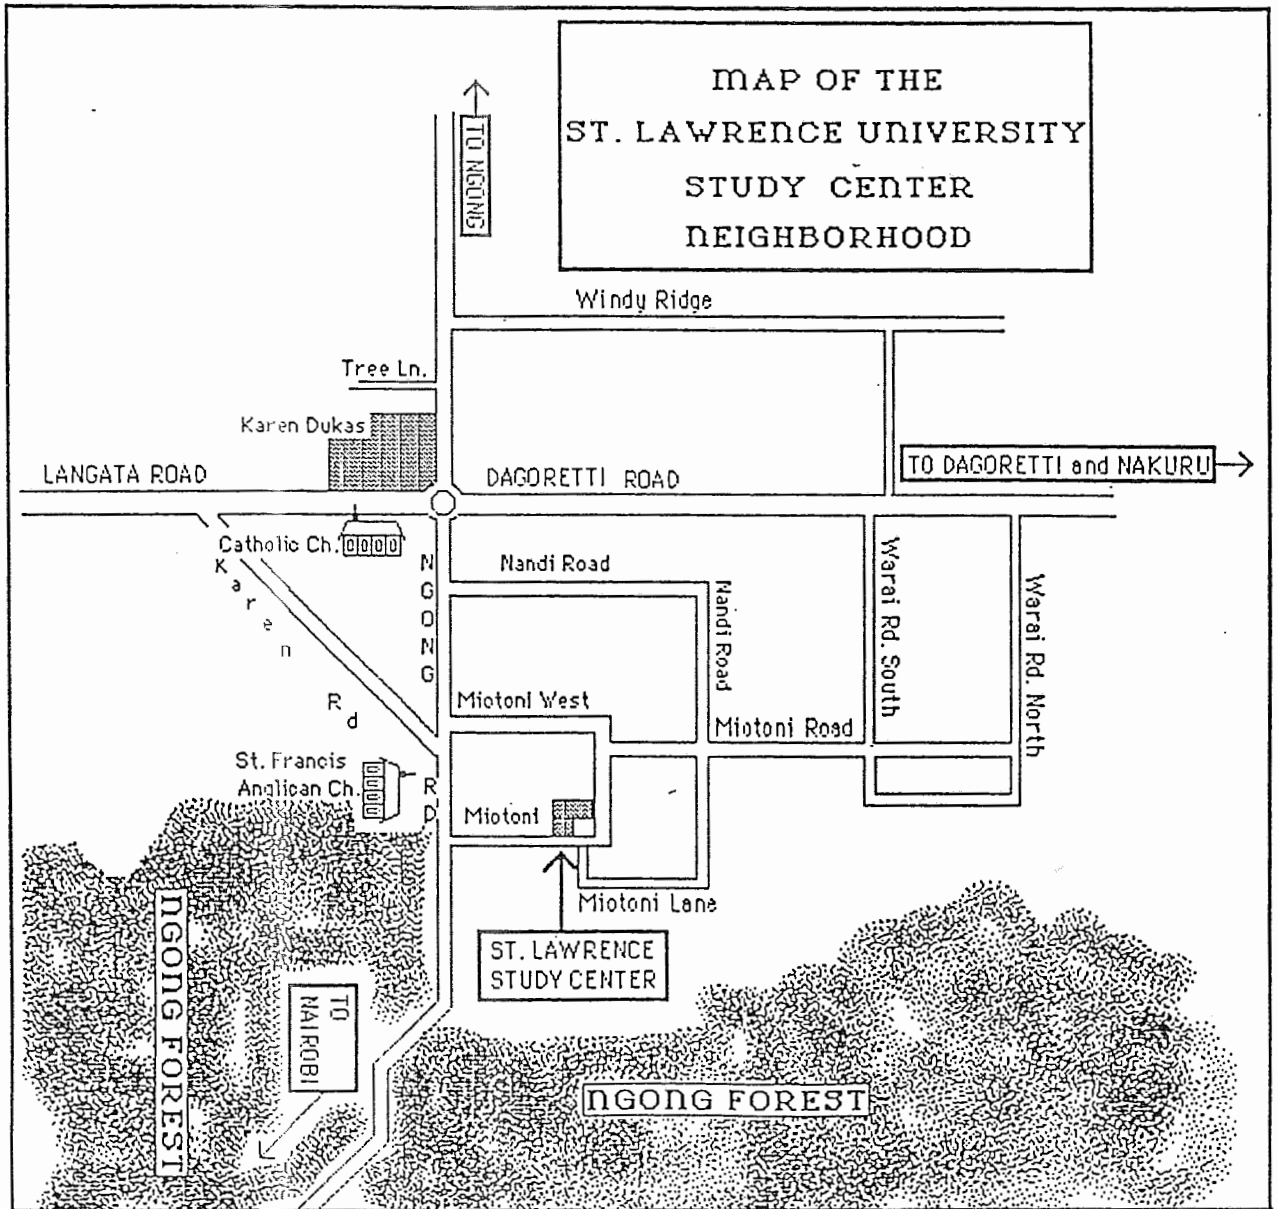 MAP OF THE
ST. LAWRENCE UNIVERSITY
STUDY CENTER
NEIGHBORHOOD
TO NGONG
Windy Ridge
Tree Ln.
Karen Dukas
LANGATA ROAD
DAGORETTI ROAD
TO DAGORETTI and NAKURU
Catholic Ch.
Karen Rd
NGONG RD
Nandi Road
Nandi Road
Warai Rd. South
Warai Rd. North
Miotoni West
Miotoni Road
St. Francis
Anglican Ch.
Miotoni
Miotoni Lane
ST. LAWRENCE
STUDY CENTER
NGONG FOREST
TO
NAIROBI
NGONG FOREST